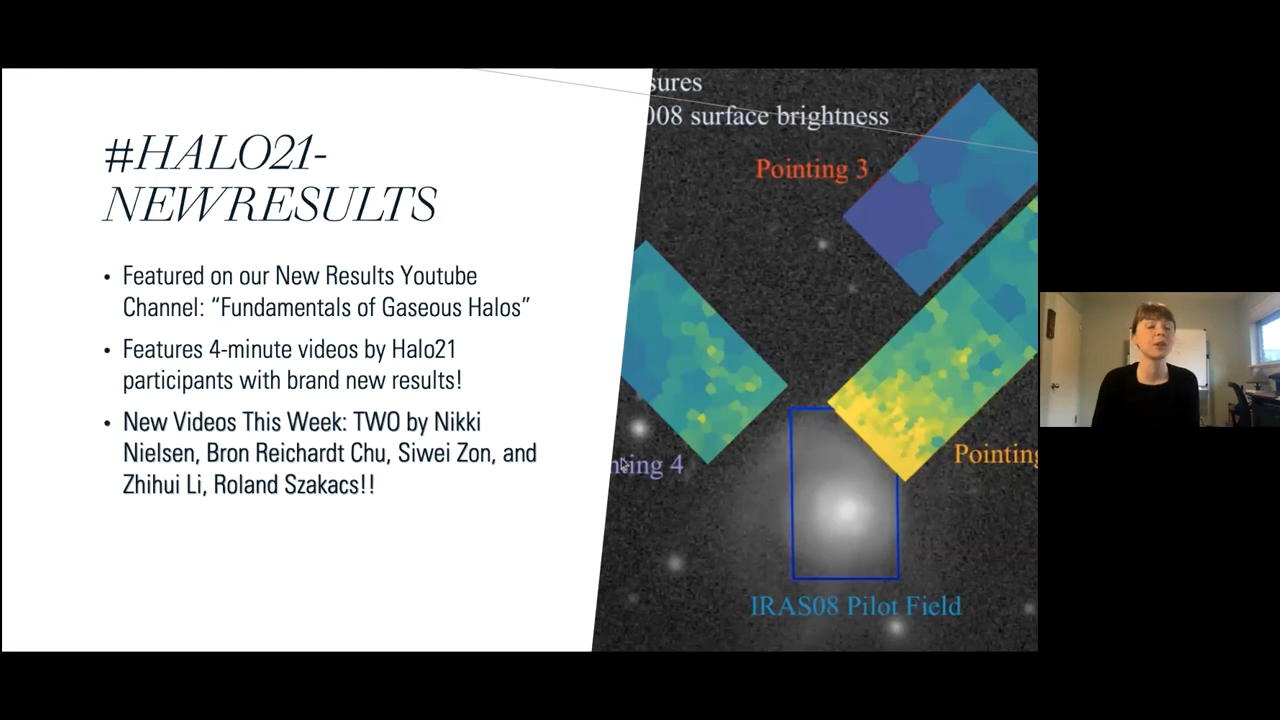 #HALO21-
NEWRESULTS
• Featured on our New Results Youtube
Channel: “Fundamentals of Gaseous Halos”
• Features 4-minute videos by Halo21
participants with brand new results!
• New Videos This Week: TWO by Nikki
Nielsen, Bron Reichardt Chu, Siwei Zon, and
Zhihui Li, Roland Szakacs!!
sures
008 surface brightness
Pointing 3
nting 4
Pointing
IRAS08 Pilot Field